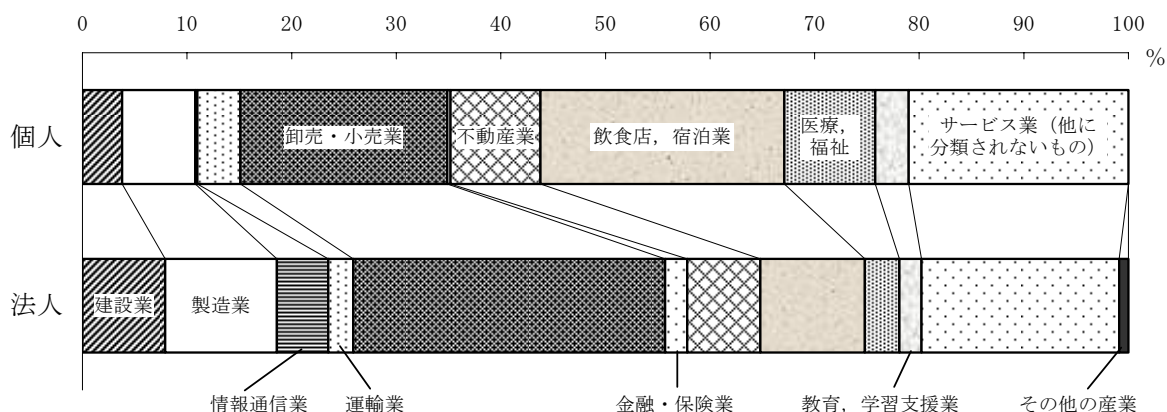 0 10 20 30 40 50 60 70 80 90 100
%
個人
卸売・小売業
不動産業
飲食店，宿泊業
医療，
福祉
サービス業（他に
分類されないもの）
法人
建設業
製造業
情報通信業
運輸業
金融・保険業
教育，学習支援業
その他の産業